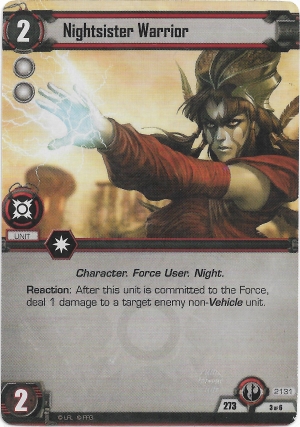 2
Nightsister Warrior
UNIT
Character. Force User. Night.
Reaction: After this unit is committed to the Force,
deal 1 damage to a target enemy non-Vehicle unit.
2
© LFL © FFG
273
2131
3 of 6